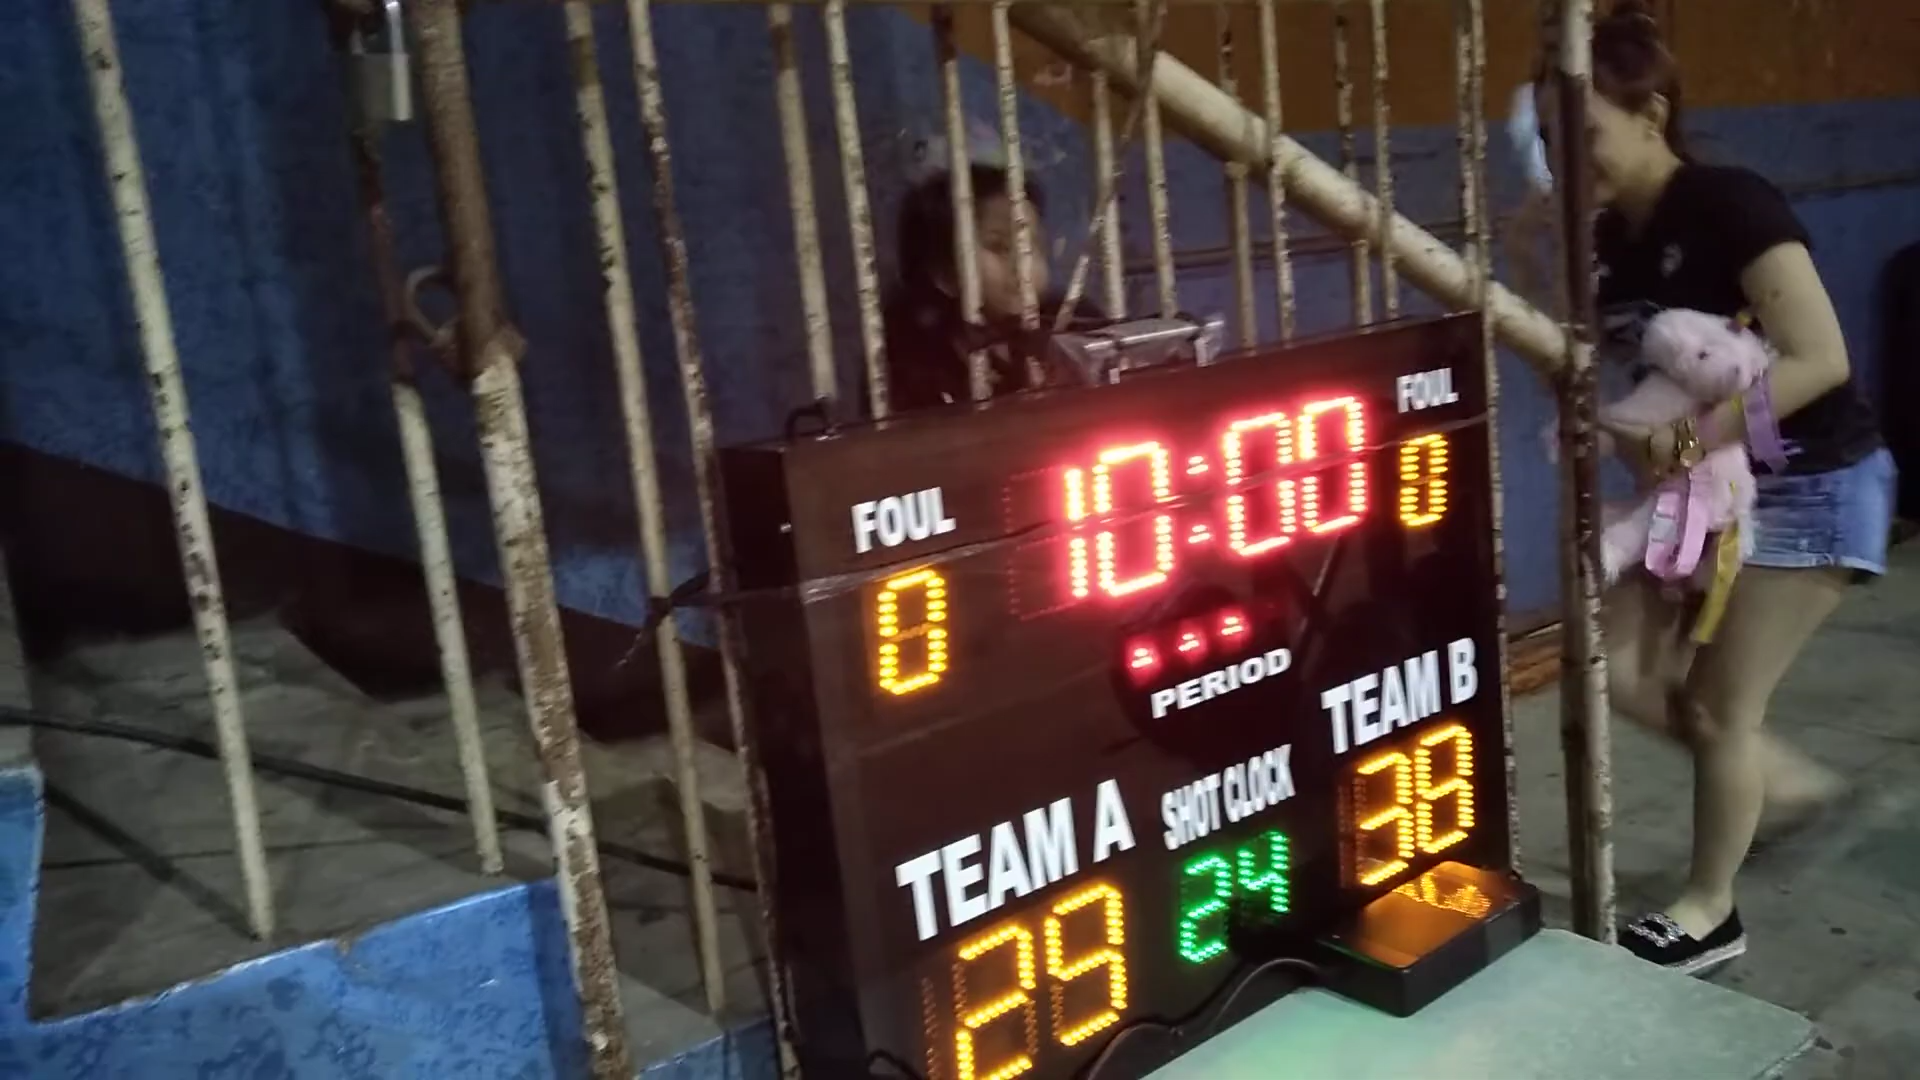 FOUL
10:00
FOUL
0
0
PERIOD
TEAM A
SHOT CLOCK
TEAM B
29
24
38